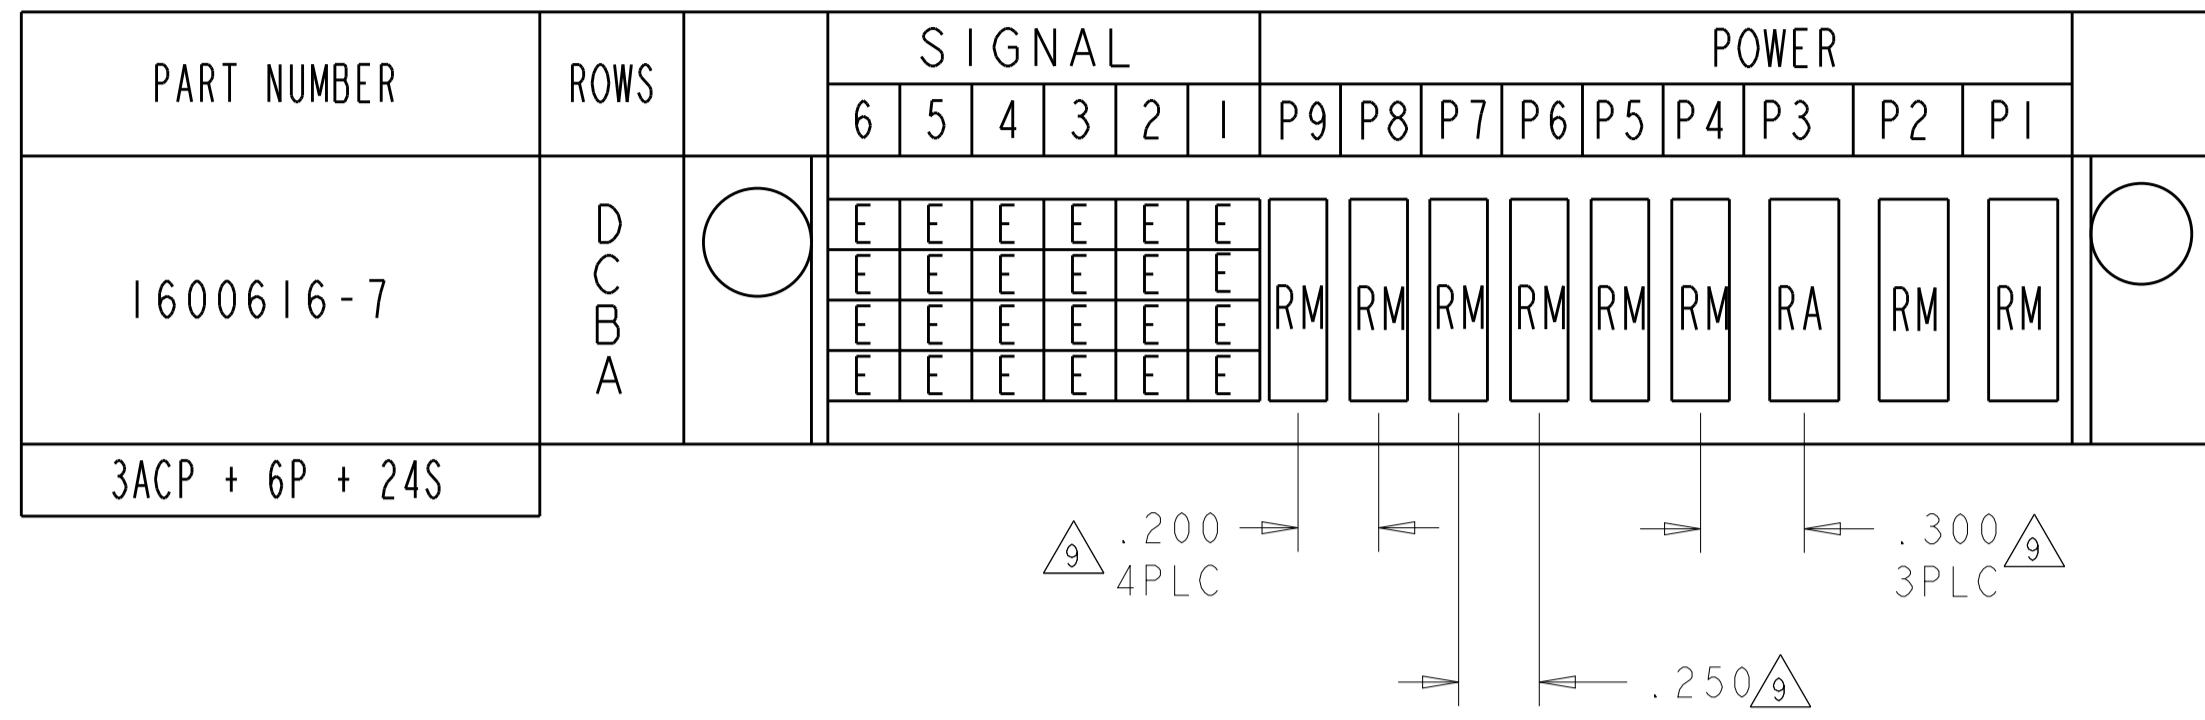 PART NUMBER ROWS SIGNAL POWER
6 5 4 3 2 1 P9 P8 P7 P6 P5 P4 P3 P2 P1
1600616-7
D E E E E E E
C E E E E E E
B E E E E E E
A E E E E E E
RM RM RM RM RM RM RA RM RM
3ACP + 6P + 24S
9 .200
4PLC
.300 9
3PLC
.250 9